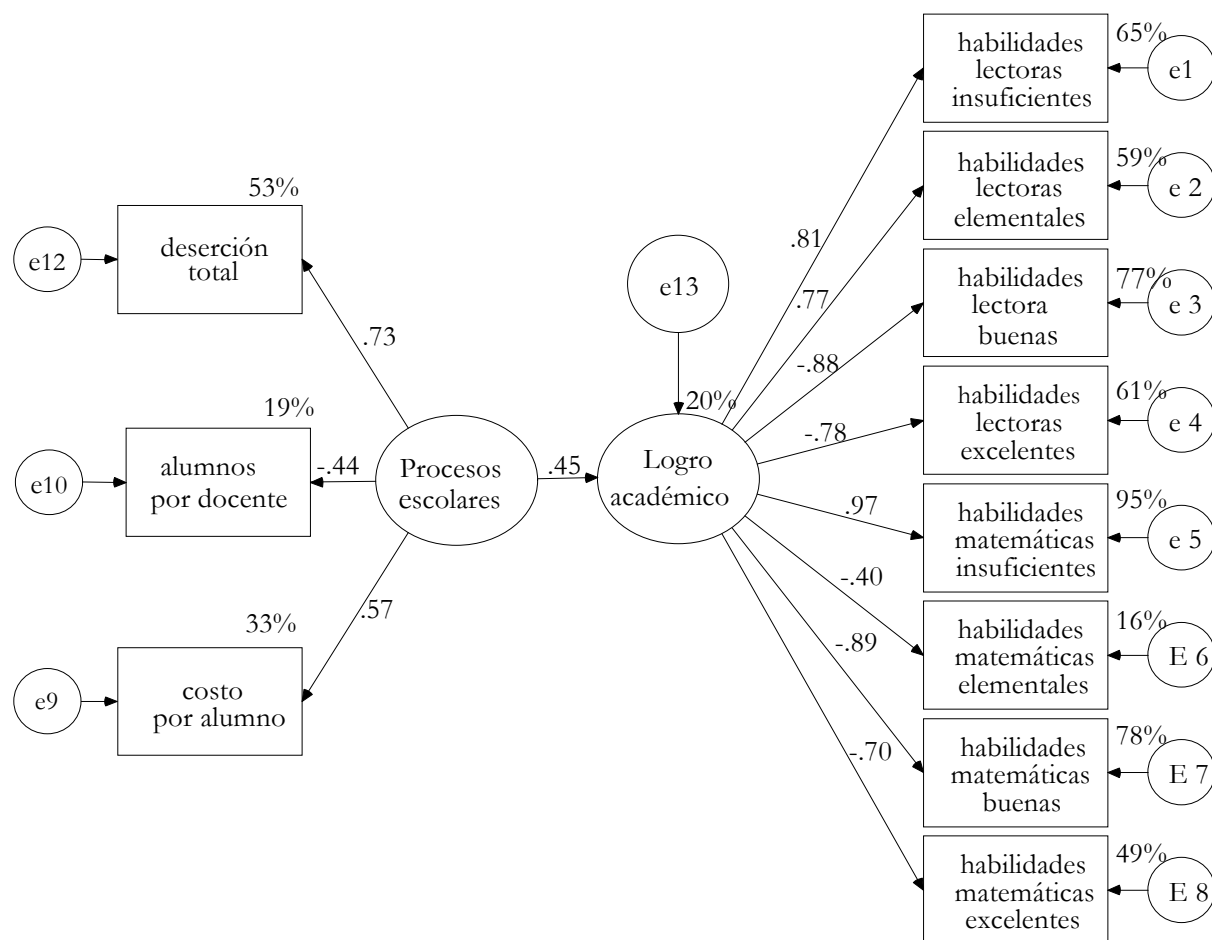 65%
habilidades
lectoras
insuficientes
e1
59%
habilidades
lectoras
elementales
e 2
53%
deserción
total
e12
.81
.77
e13
77%
habilidades
lectora
buenas
e 3
.73
-.88
61%
habilidades
lectoras
excelentes
e 4
19%
alumnos
por docente
e10
-.44
Procesos
escolares
.45
20%
Logro
académico
-.78
95%
habilidades
matemáticas
insuficientes
e 5
.97
-.40
16%
habilidades
matemáticas
elementales
E 6
.57
-.89
33%
costo
por alumno
e9
78%
habilidades
matemáticas
buenas
E 7
-.70
49%
habilidades
matemáticas
excelentes
E 8